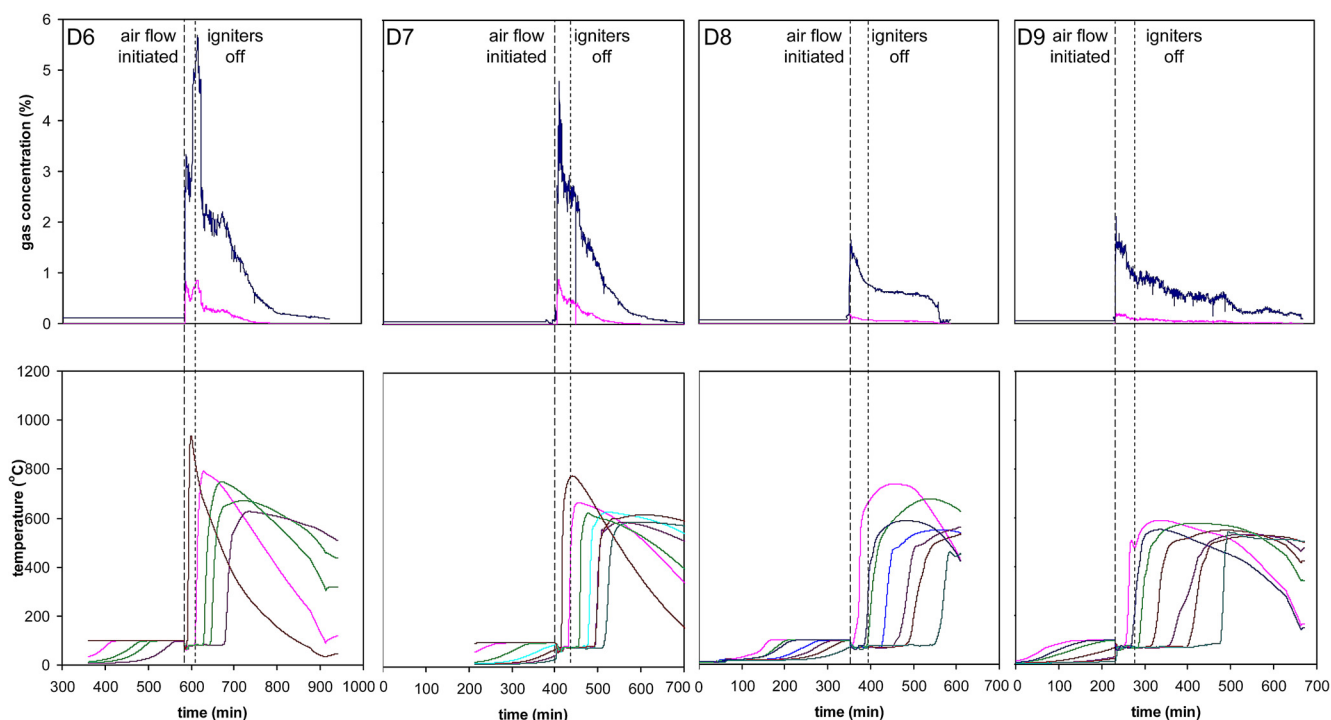 D6
air flow
initiated
igniters
off
D7
air flow
initiated
igniters
off
D8
air flow
initiated
igniters
off
D9
air flow
initiated
igniters
off
gas concentration (%)
6
5
4
3
2
1
0
temperature (°C)
1200
1000
800
600
400
200
0
300 400 500 600 700 800 900 1000
0 100 200 300 400 500 600 700
0 100 200 300 400 500 600 700
0 100 200 300 400 500 600 700
time (min)
time (min)
time (min)
time (min)